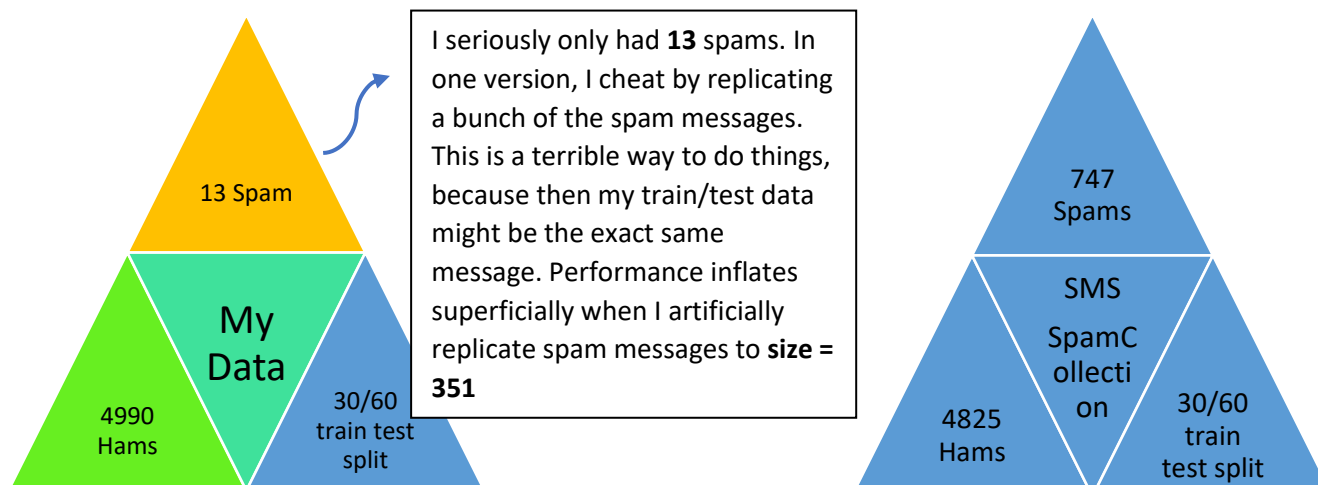 13 Spam
My
Data
4990
Hams
30/60
train test
split
I seriously only had 13 spams. In
one version, I cheat by replicating
a bunch of the spam messages.
This is a terrible way to do things,
because then my train/test data
might be the exact same
message. Performance inflates
superficially when I artificially
replicate spam messages to size =
351
747
Spams
SMS
SpamC
ollecti
on
4825
Hams
30/60
train
test split